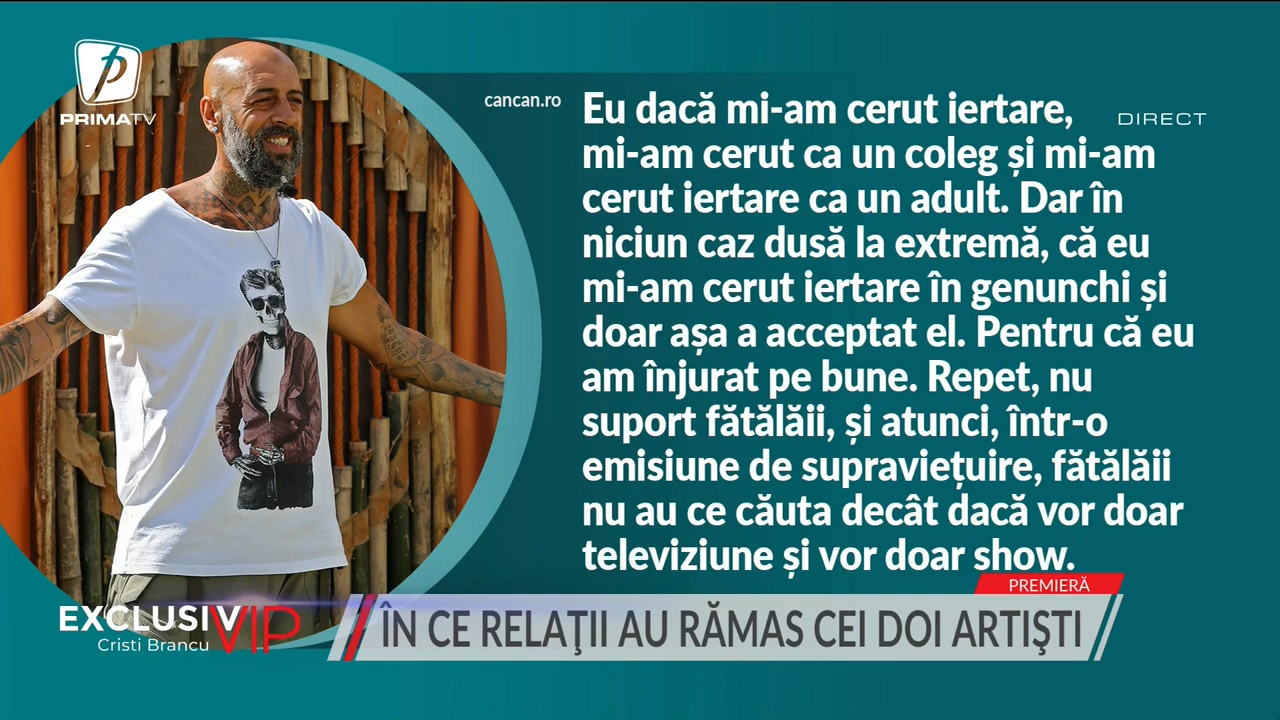 PRIMATV
cancan.ro
DIRECT
Eu dacă mi-am cerut iertare,
mi-am cerut ca un coleg și mi-am
cerut iertare ca un adult. Dar în
niciun caz dusă la extremă, că eu
mi-am cerut iertare în genunchi și
doar așa a acceptat el. Pentru că eu
am înjurat pe bune. Repet, nu
suport fătălăii, și atunci, într-o
emisiune de supraviețuire, fătălăii
nu au ce căuta decât dacă vor doar
televiziune și vor doar show.
PREMIERĂ
EXCLUSIV VIP
Cristi Brancu
ÎN CE RELAŢII AU RĂMAS CEI DOI ARTIŞTI